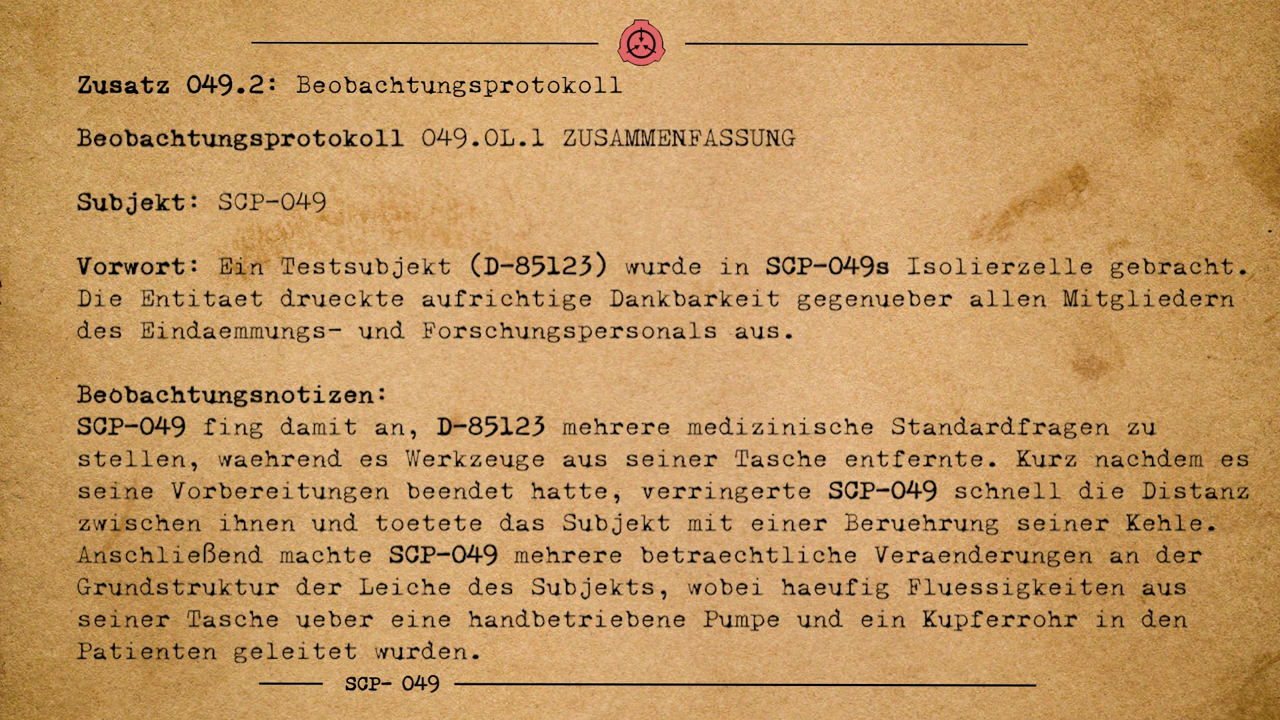 Zusatz 049.2: Beobachtungsprotokoll
Beobachtungsprotokoll 049.OL.1 ZUSAMMENFASSUNG
Subjekt: SCP-049
Vorwort: Ein Testsubjekt (D-85123) wurde in SCP-049s Isolierzelle gebracht.
Die Entitaet drueckte aufrichtige Dankbarkeit gegenueber allen Mitgliedern
des Eindaemmungs- und Forschungspersonals aus.
Beobachtungsnotizen:
SCP-049 fing damit an, D-85123 mehrere medizinische Standardfragen zu
stellen, waehrend es Werkzeuge aus seiner Tasche entfernte. Kurz nachdem es
seine Vorbereitungen beendet hatte, verringerte SCP-049 schnell die Distanz
zwischen ihnen und toetete das Subjekt mit einer Beruehrung seiner Kehle.
Anschließend machte SCP-049 mehrere betraechtliche Veraenderungen an der
Grundstruktur der Leiche des Subjekts, wobei haeufig Fluessigkeiten aus
seiner Tasche ueber eine handbetriebene Pumpe und ein Kupferrohr in den
Patienten geleitet wurden.
SCP- 049